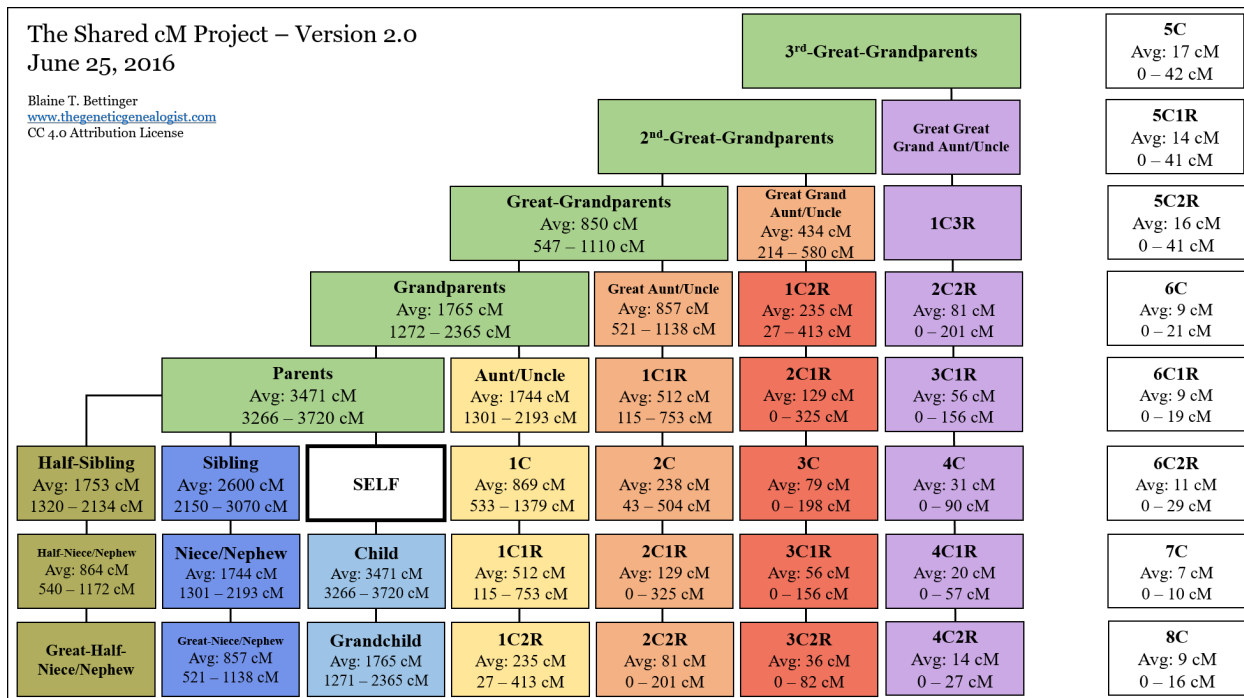 The Shared cM Project – Version 2.0
June 25, 2016
Blaine T. Bettinger
www.thegeneticgenealogist.com
CC 4.0 Attribution License
3rd-Great-Grandparents
5C
Avg: 17 cM
0 – 42 cM
2nd-Great-Grandparents
Great Great
Grand Aunt/Uncle
5C1R
Avg: 14 cM
0 – 41 cM
Great-Grandparents
Avg: 850 cM
547 – 1110 cM
Great Grand
Aunt/Uncle
Avg: 434 cM
214 – 580 cM
1C3R
5C2R
Avg: 16 cM
0 – 41 cM
Grandparents
Avg: 1765 cM
1272 – 2365 cM
Great Aunt/Uncle
Avg: 857 cM
521 – 1138 cM
1C2R
Avg: 235 cM
27 – 413 cM
2C2R
Avg: 81 cM
0 – 201 cM
6C
Avg: 9 cM
0 – 21 cM
Parents
Avg: 3471 cM
3266 – 3720 cM
Aunt/Uncle
Avg: 1744 cM
1301 – 2193 cM
1C1R
Avg: 512 cM
115 – 753 cM
2C1R
Avg: 129 cM
0 – 325 cM
3C1R
Avg: 56 cM
0 – 156 cM
6C1R
Avg: 9 cM
0 – 19 cM
Half-Sibling
Avg: 1753 cM
1320 – 2134 cM
Sibling
Avg: 2600 cM
2150 – 3070 cM
SELF
1C
Avg: 869 cM
533 – 1379 cM
2C
Avg: 238 cM
43 – 504 cM
3C
Avg: 79 cM
0 – 198 cM
4C
Avg: 31 cM
0 – 90 cM
6C2R
Avg: 11 cM
0 – 29 cM
Half-Niece/Nephew
Avg: 864 cM
540 – 1172 cM
Niece/Nephew
Avg: 1744 cM
1301 – 2193 cM
Child
Avg: 3471 cM
3266 – 3720 cM
1C1R
Avg: 512 cM
115 – 753 cM
2C1R
Avg: 129 cM
0 – 325 cM
3C1R
Avg: 56 cM
0 – 156 cM
4C1R
Avg: 20 cM
0 – 57 cM
7C
Avg: 7 cM
0 – 10 cM
Great-Half-
Niece/Nephew
Great-Niece/Nephew
Avg: 857 cM
521 – 1138 cM
Grandchild
Avg: 1765 cM
1271 – 2365 cM
1C2R
Avg: 235 cM
27 – 413 cM
2C2R
Avg: 81 cM
0 – 201 cM
3C2R
Avg: 36 cM
0 – 82 cM
4C2R
Avg: 14 cM
0 – 27 cM
8C
Avg: 9 cM
0 – 16 cM